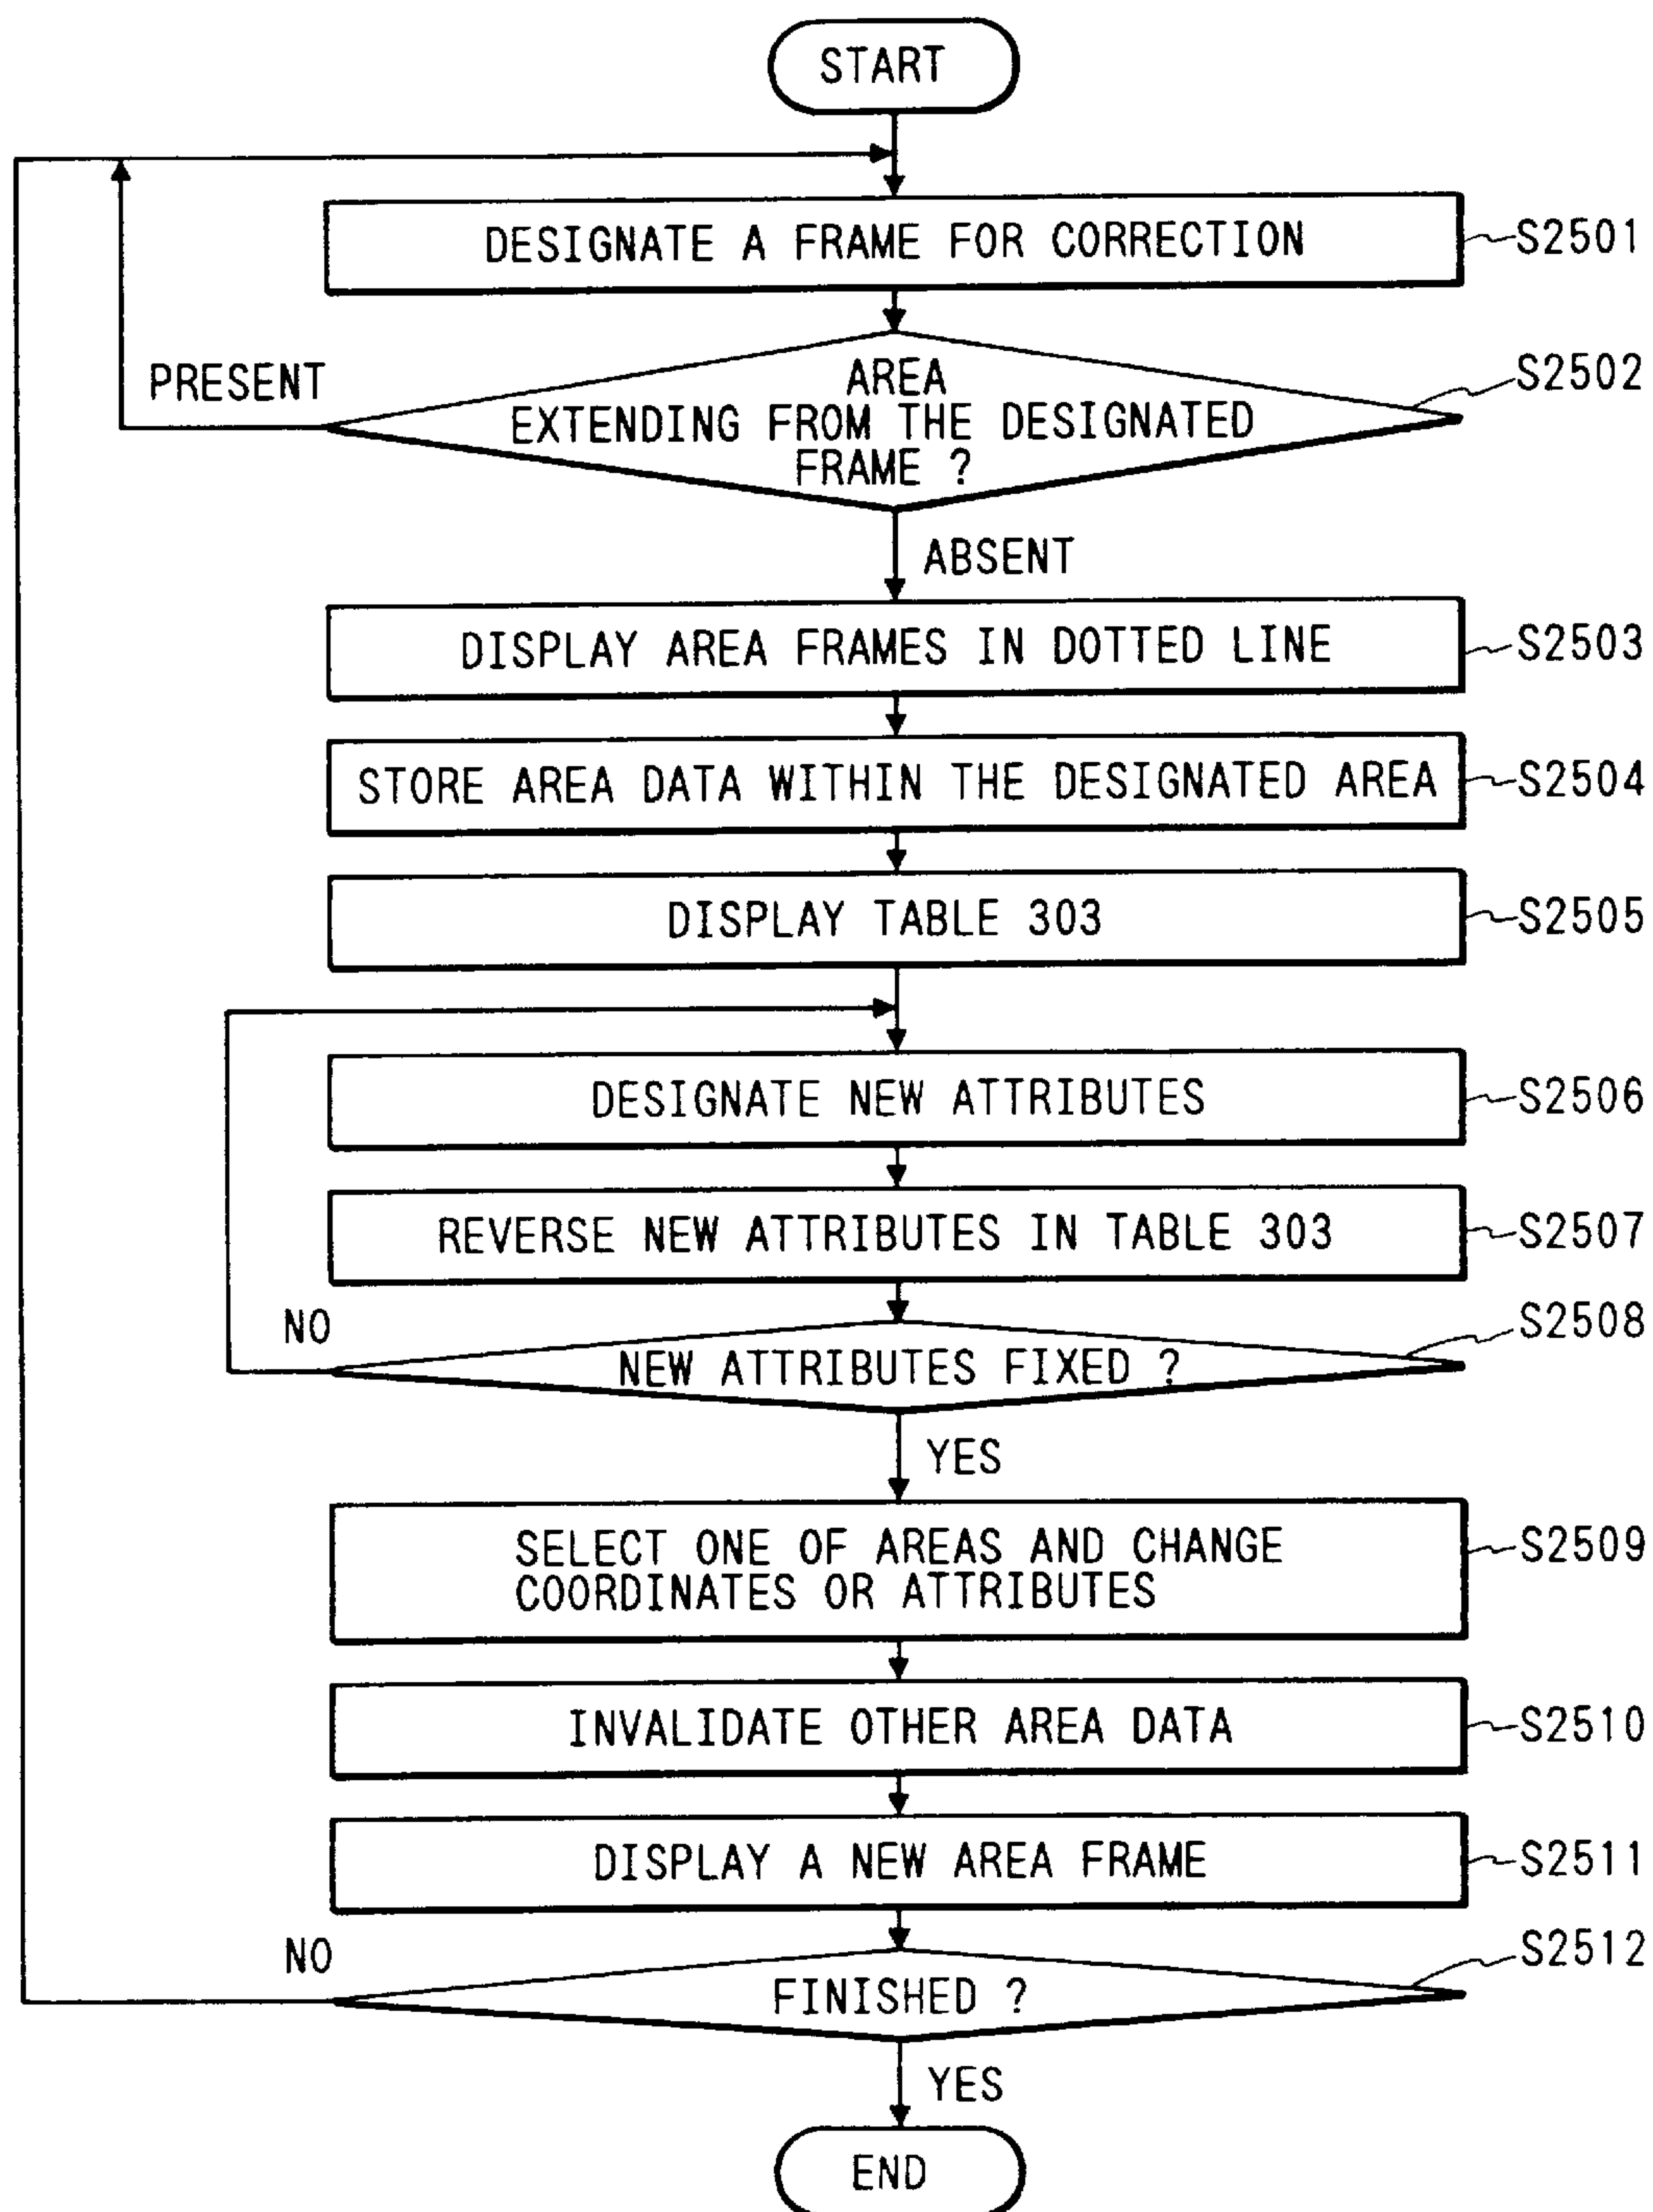 START
DESIGNATE A FRAME FOR CORRECTION
S2501
PRESENT
AREA
EXTENDING FROM THE DESIGNATED
FRAME ?
S2502
ABSENT
DISPLAY AREA FRAMES IN DOTTED LINE
S2503
STORE AREA DATA WITHIN THE DESIGNATED AREA
S2504
DISPLAY TABLE 303
S2505
DESIGNATE NEW ATTRIBUTES
S2506
REVERSE NEW ATTRIBUTES IN TABLE 303
S2507
NO
NEW ATTRIBUTES FIXED ?
S2508
YES
SELECT ONE OF AREAS AND CHANGE
COORDINATES OR ATTRIBUTES
S2509
INVALIDATE OTHER AREA DATA
S2510
DISPLAY A NEW AREA FRAME
S2511
NO
FINISHED ?
S2512
YES
END